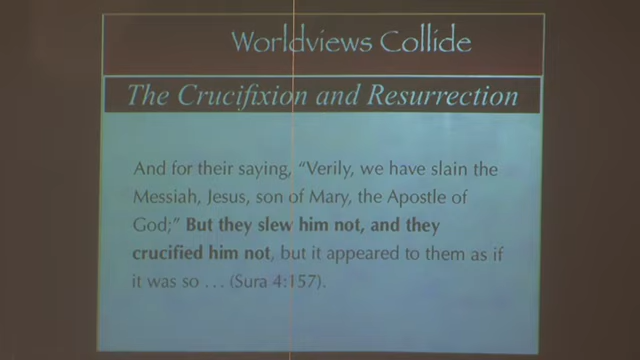 Worldviews Collide
The Crucifixion and Resurrection
And for their saying, “Verily, we have slain the
Messiah, Jesus, son of Mary, the Apostle of
God;” But they slew him not, and they
crucified him not, but it appeared to them as if
it was so … (Sura 4:157).